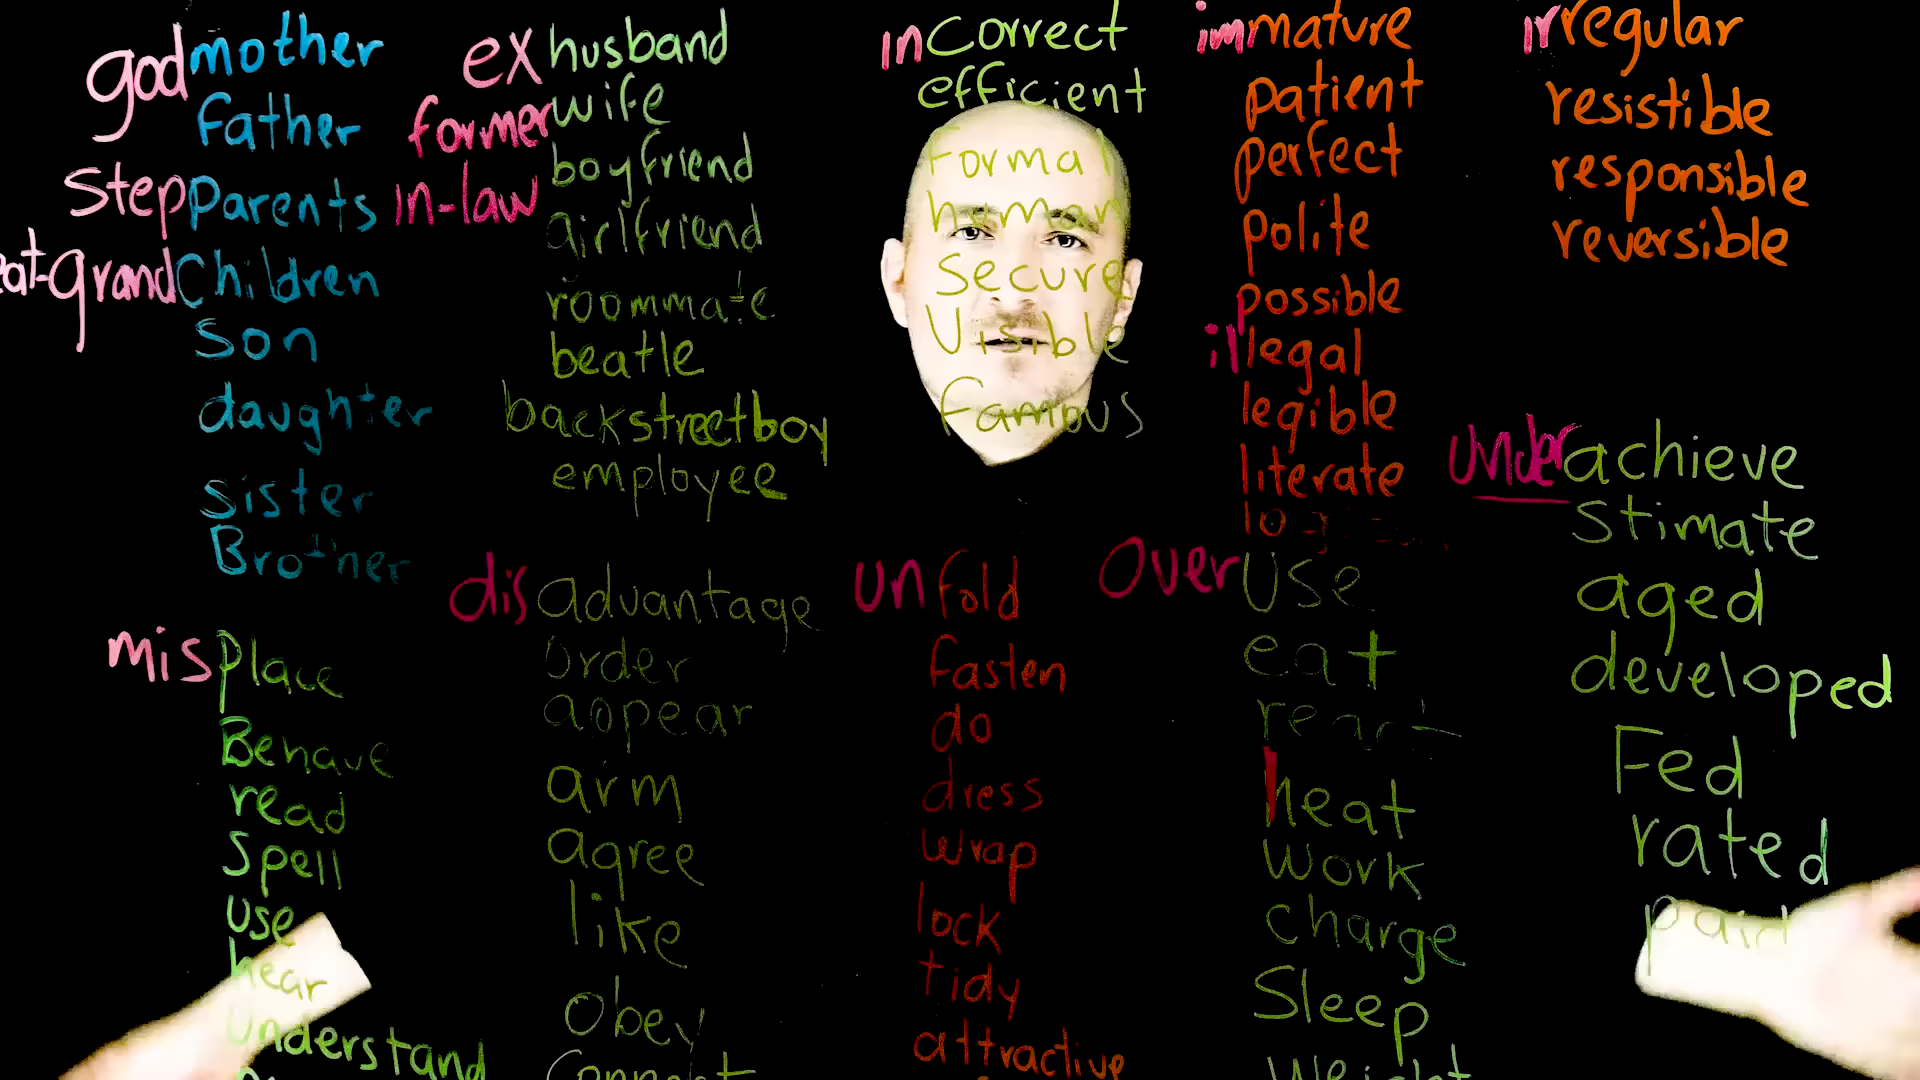 godmother
father
stepparents
grandchildren
son
daughter
sister
Brother
exhusband
formerwife
boyfriend
in-law
girlfriend
roommate
beatle
backstreetboy
employee
incorrect
efficient
formal
human
secure
visible
famous
immature
patient
perfect
polite
possible
illegal
legible
literate
irregular
resistible
responsible
reversible
underachieve
stimate
aged
developed
Fed
rated
paid
misplace
Behave
read
spell
use
hear
understand
disadvantage
order
appear
arm
agree
like
obey
unfold
fasten
do
dress
wrap
lock
tidy
attractive
overuse
eat
heat
work
charge
Sleep
weight